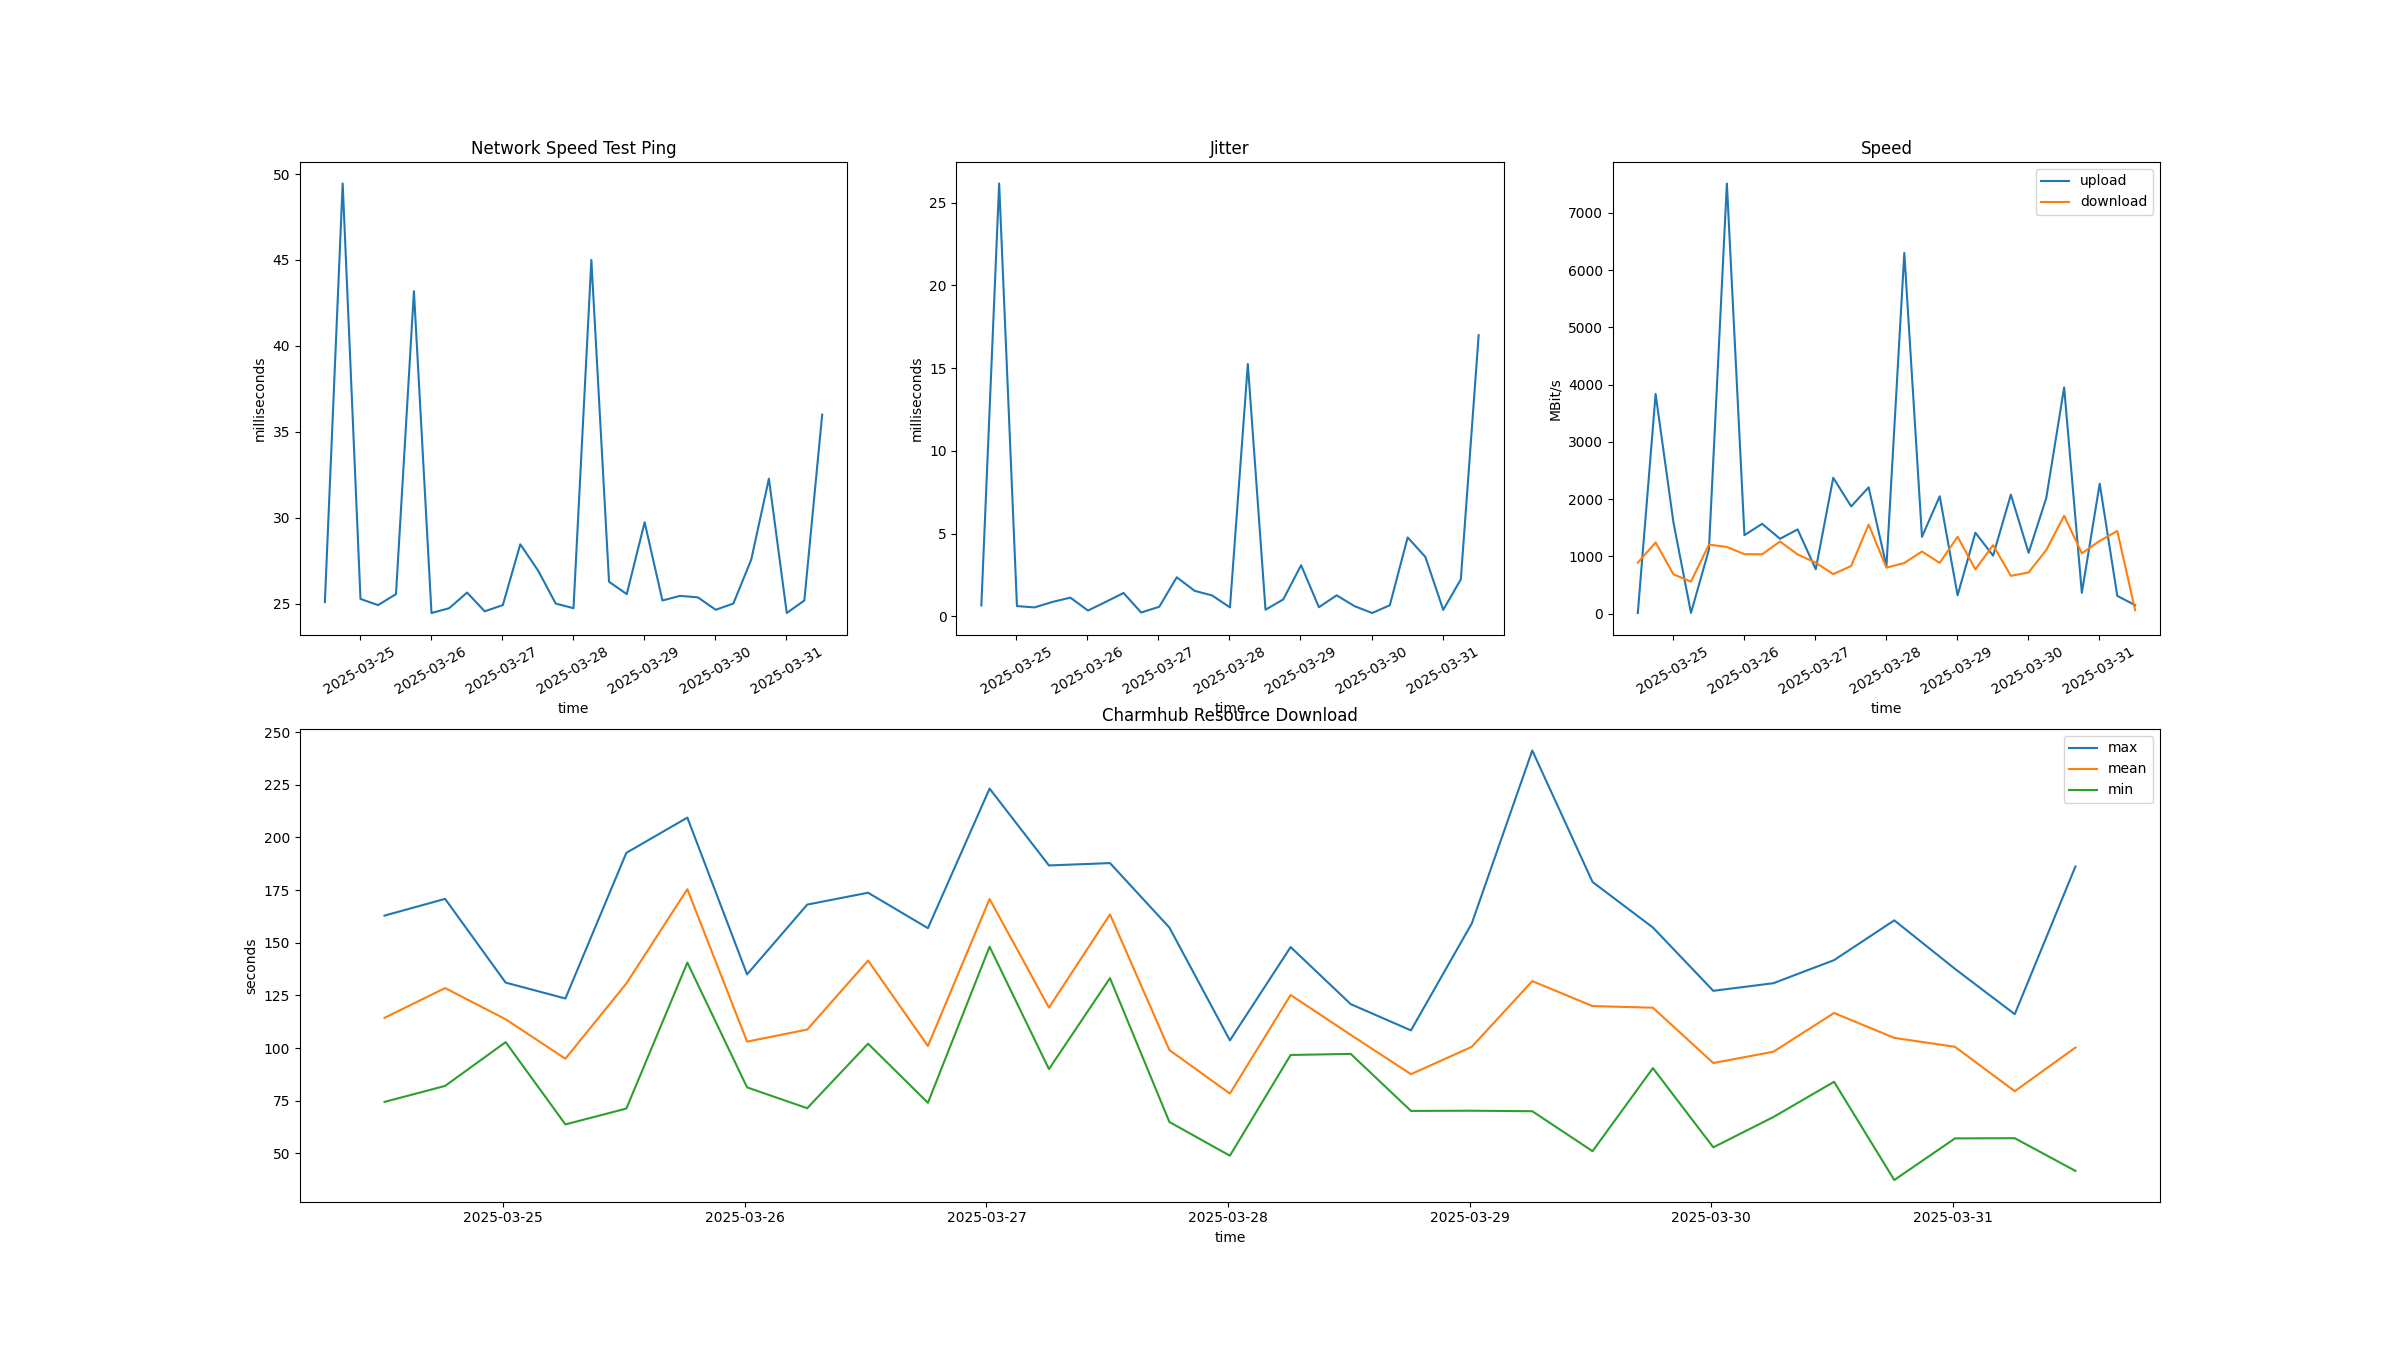 Network Speed Test Ping
50
45
40
35
30
25
milliseconds
2025-03-25 2025-03-26 2025-03-27 2025-03-28 2025-03-29 2025-03-30 2025-03-31
time
Jitter
25
20
15
10
5
0
milliseconds
2025-03-25 2025-03-26 2025-03-27 2025-03-28 2025-03-29 2025-03-30 2025-03-31
time
Speed
upload
download
7000
6000
5000
4000
3000
2000
1000
0
MBit/s
2025-03-25 2025-03-26 2025-03-27 2025-03-28 2025-03-29 2025-03-30 2025-03-31
time
Charmhub Resource Download
max
mean
min
250
225
200
175
150
125
100
75
50
seconds
2025-03-25 2025-03-26 2025-03-27 2025-03-28 2025-03-29 2025-03-30 2025-03-31
time